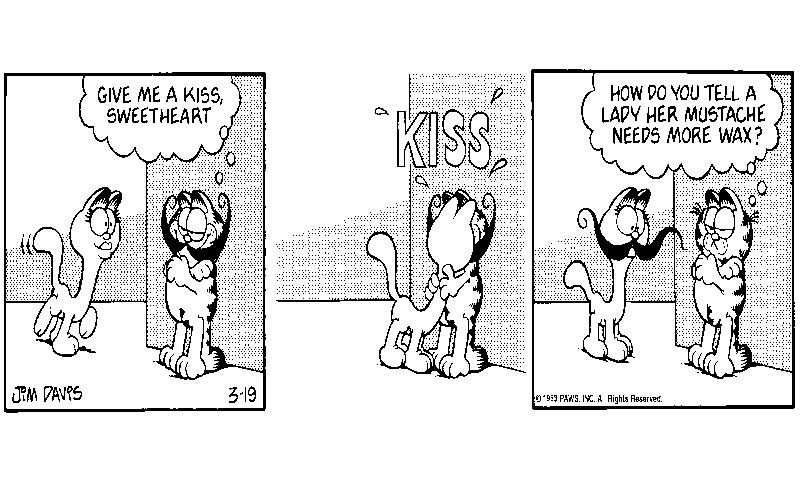 GIVE ME A KISS,
SWEETHEART
JIM DAVIS
3-19
KISS
HOW DO YOU TELL A
LADY HER MUSTACHE
NEEDS MORE WAX?
© 1993 PAWS, INC. A Rights Reserved.